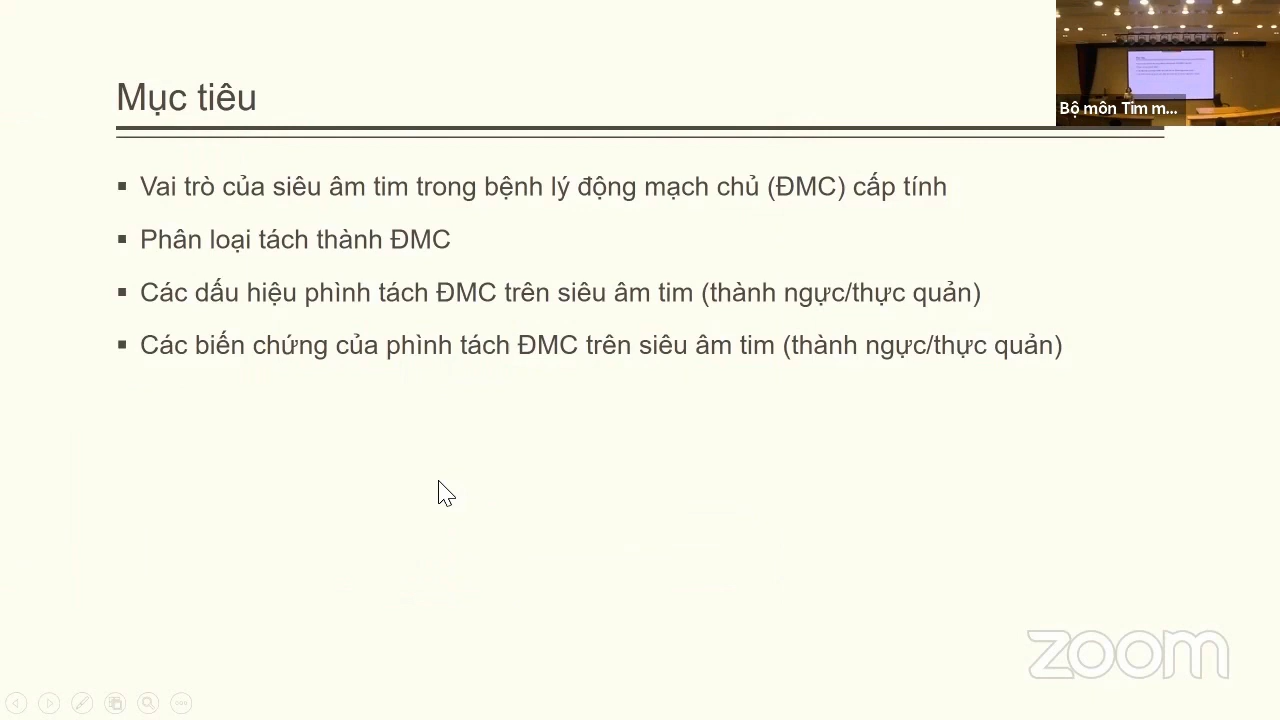 Mục tiêu
Bộ môn Tim m...
▪ Vai trò của siêu âm tim trong bệnh lý động mạch chủ (ĐMC) cấp tính
▪ Phân loại tách thành ĐMC
▪ Các dấu hiệu phình tách ĐMC trên siêu âm tim (thành ngực/thực quản)
▪ Các biến chứng của phình tách ĐMC trên siêu âm tim (thành ngực/thực quản)
zoom